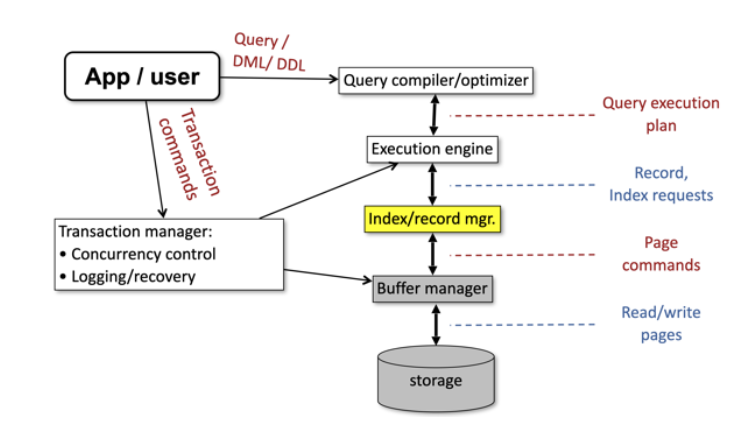 Query /
DML/ DDL
App / user
Query compiler/optimizer
Query execution
plan
Transaction
commands
Execution engine
Record,
Index requests
Index/record mgr.
Transaction manager:
• Concurrency control
• Logging/recovery
Page
commands
Buffer manager
Read/write
pages
storage